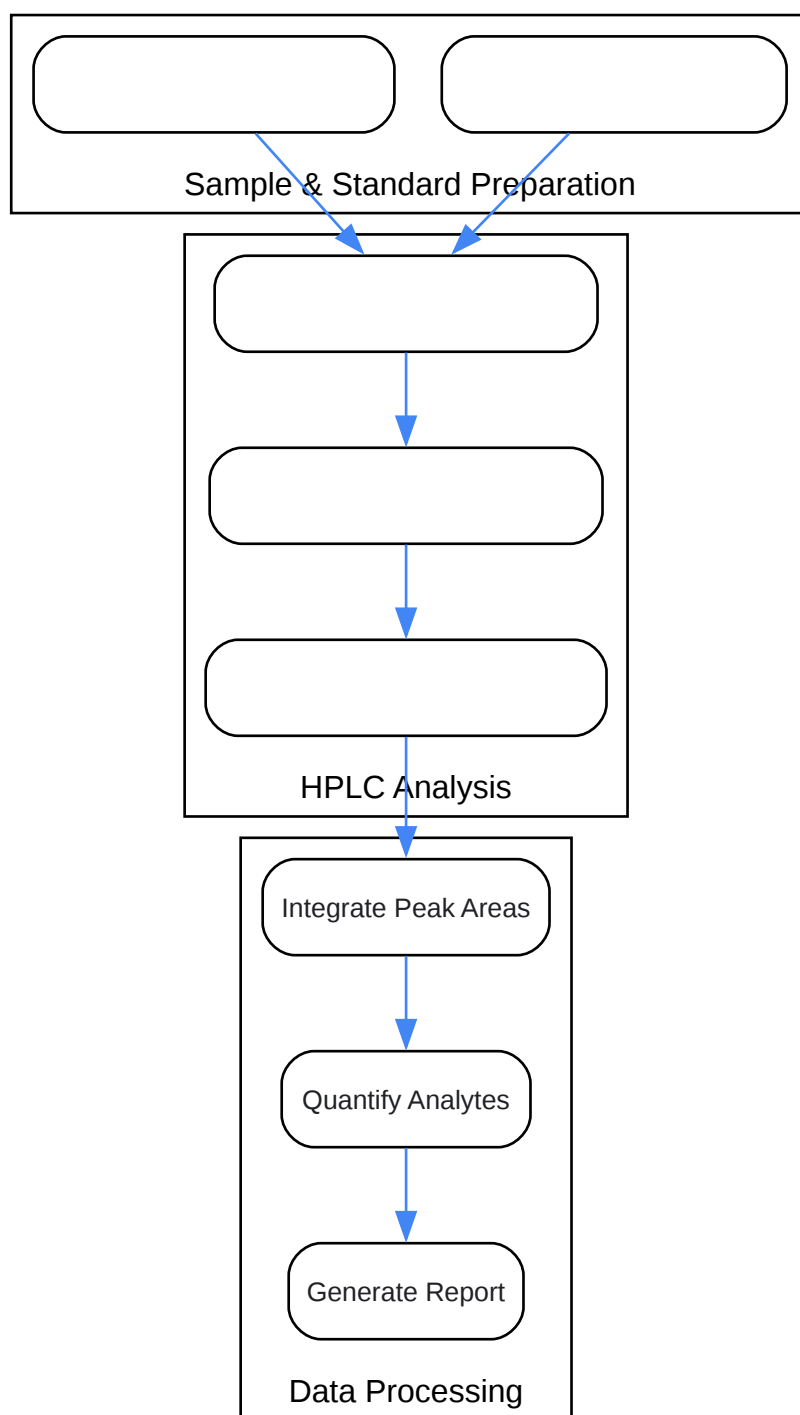 Sample & Standard Preparation
HPLC Analysis
Integrate Peak Areas
Quantify Analytes
Generate Report
Data Processing